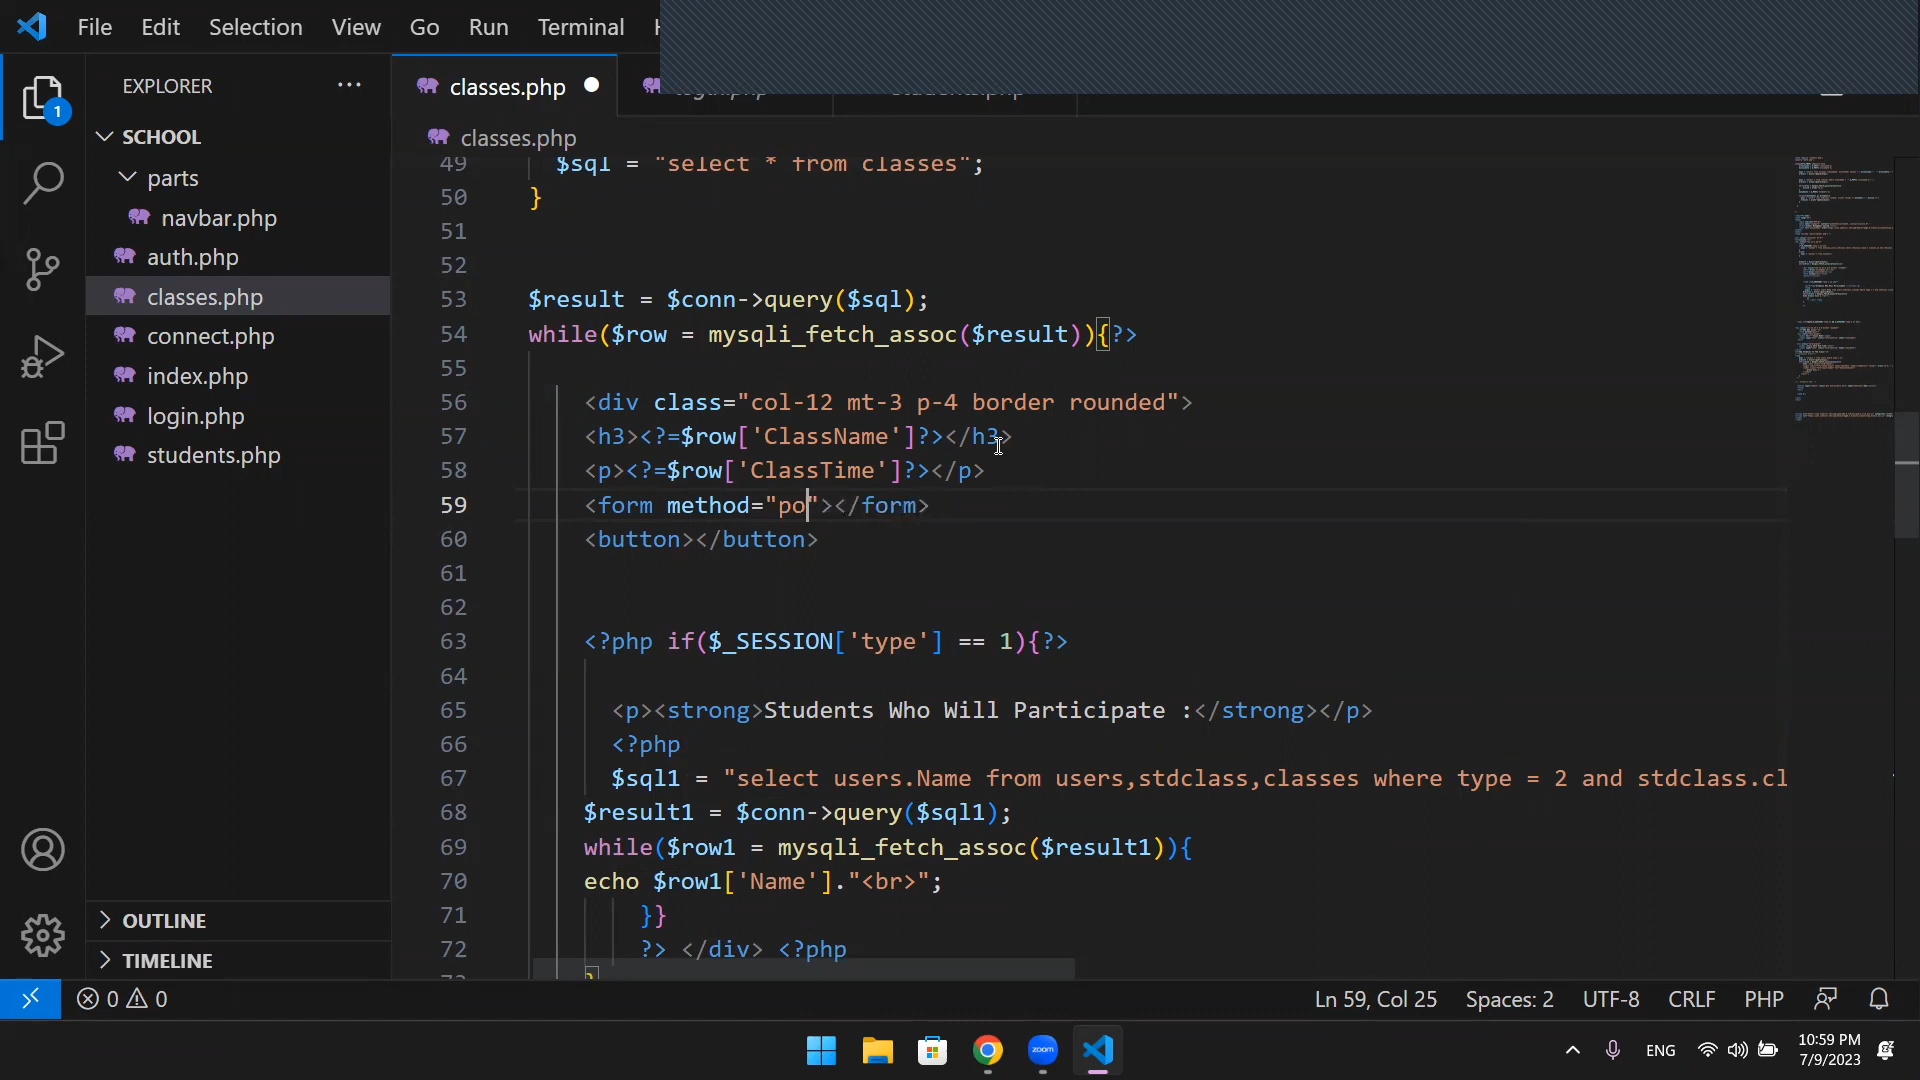 File Edit Selection View Go Run Terminal
EXPLORER
classes.php
1
SCHOOL
classes.php
parts
navbar.php
auth.php
classes.php
connect.php
index.php
login.php
students.php
OUTLINE
TIMELINE
49 $sql = "select * from classes";
50 }
51
52
53 $result = $conn->query($sql);
54 while($row = mysqli_fetch_assoc($result)){?>
55
56 <div class="col-12 mt-3 p-4 border rounded">
57 <h3><?=$row['ClassName']?></h3>
58 <p><?=$row['ClassTime']?></p>
59 <form method="po"></form>
60 <button></button>
61
62
63 <?php if($_SESSION['type'] == 1){?>
64
65 <p><strong>Students Who Will Participate :</strong></p>
66 <?php
67 $sql1 = "select users.Name from users,stdclass,classes where type = 2 and stdclass.cl
68 $result1 = $conn->query($sql1);
69 while($row1 = mysqli_fetch_assoc($result1)){
70 echo $row1['Name']."<br>";
71 }}
72 ?> </div> <?php
}
0 0
Ln 59, Col 25 Spaces: 2 UTF-8 CRLF PHP
zoom
ENG
10:59 PM
7/9/2023